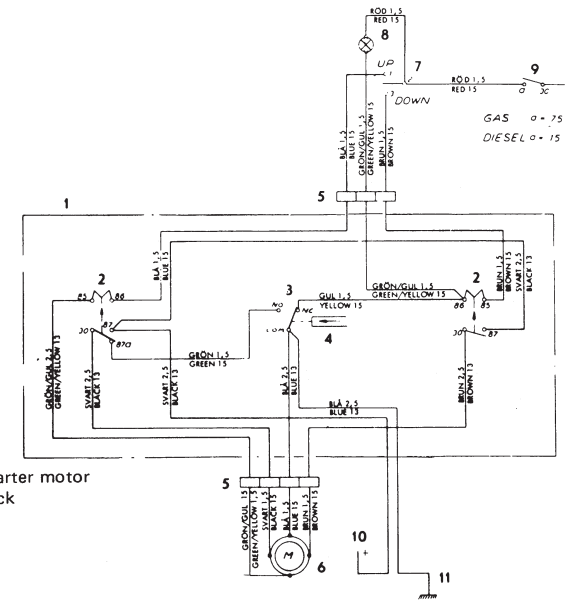 RÖD 1,5
RED 15
8
UP
7
9
RÖD 1,5
RED 15
DOWN
GAS a = 75
DIESEL a = 15
BLÅ 1,5
BLUE 15
GRÖN/GUL 1,5
GREEN/YELLOW 15
BRUN 1,5
BROWN 15
5
1
2
85
86
BLÅ 1,5
BLUE 15
30
87
87a
3
NO
NC
COM
GUL 1,5
YELLOW 15
4
GRÖN/GUL 1,5
GREEN/YELLOW 15
2
86
85
30
87
BRUN 1,5
BROWN 15
SVART 2,5
BLACK 13
GRÖN 1,5
GREEN 15
GRÖN/GUL 2,5
GREEN/YELLOW 13
SVART 2,5
BLACK 13
SVART 2,5
BLACK 13
BLÅ 2,5
BLUE 13
BLÅ 2,5
BLUE 13
BRUN 2,5
BROWN 13
arter motor
ck
5
GRÖN/GUL 15
GREEN/YELLOW 1,5
SVART 1,5
BLACK 15
BLÅ 1,5
BLUE 15
BRUN 1,5
BROWN 15
M
6
10
+
11